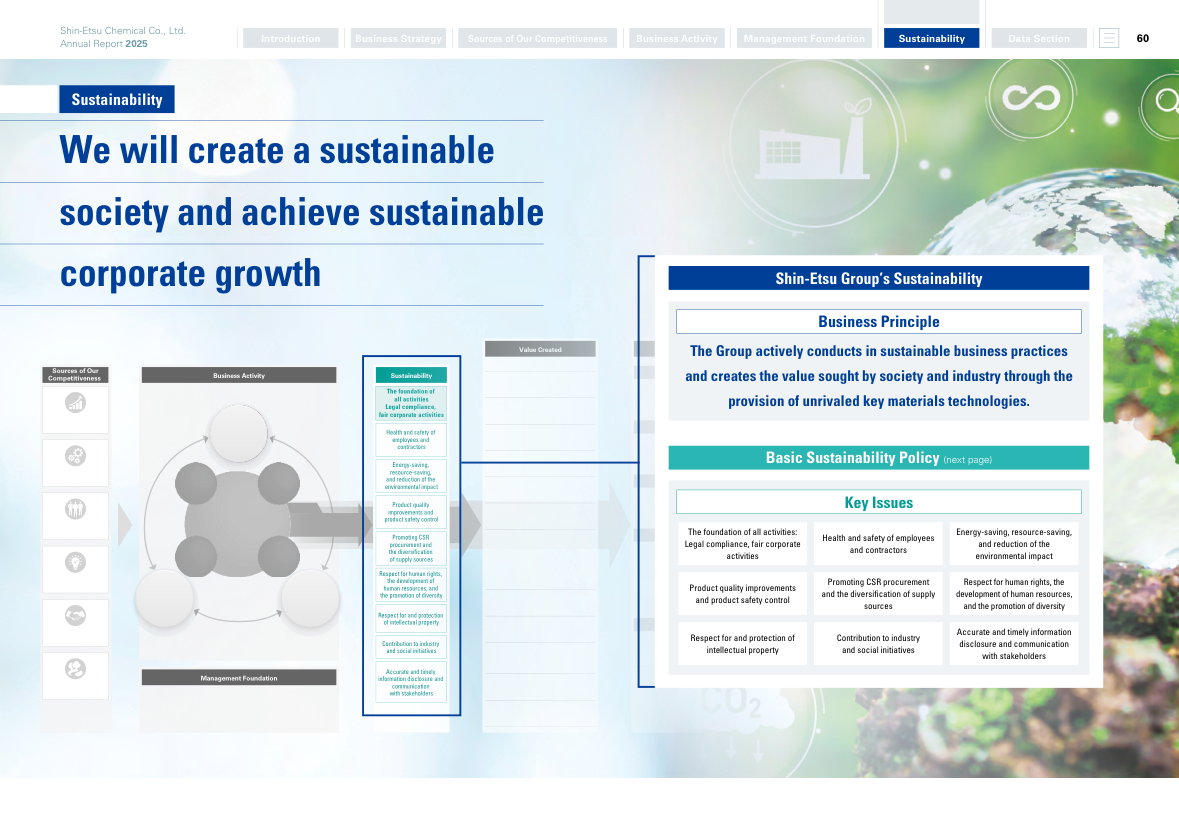 Shin-Etsu Chemical Co., Ltd.
Annual Report 2025
Introduction
Business Strategy
Sources of Our Competitiveness
Business Activity
Management Foundation
Sustainability
Data Section
60
Sustainability
We will create a sustainable
society and achieve sustainable
corporate growth
Sources of Our
Competitiveness
Business Activity
Management Foundation
Sustainability
The foundation of
all activities
Legal compliance,
fair corporate activities
Health and safety of
employees and
contractors
Energy-saving,
resource-saving,
and reduction of the
environmental impact
Product quality
improvements and
product safety control
Promoting CSR
procurement and
the diversification
of supply sources
Respect for human rights,
the development of
human resources, and
the promotion of diversity
Respect for and protection
of intellectual property
Contribution to industry
and social initiatives
Accurate and timely
information disclosure and
communication
with stakeholders
Value Created
Shin-Etsu Group's Sustainability
Business Principle
The Group actively conducts in sustainable business practices
and creates the value sought by society and industry through the
provision of unrivaled key materials technologies.
Basic Sustainability Policy (next page)
Key Issues
The foundation of all activities:
Legal compliance, fair corporate
activities
Health and safety of employees
and contractors
Energy-saving, resource-saving,
and reduction of the
environmental impact
Product quality improvements
and product safety control
Promoting CSR procurement
and the diversification of supply
sources
Respect for human rights, the
development of human resources,
and the promotion of diversity
Respect for and protection of
intellectual property
Contribution to industry
and social initiatives
Accurate and timely information
disclosure and communication
with stakeholders
CO2